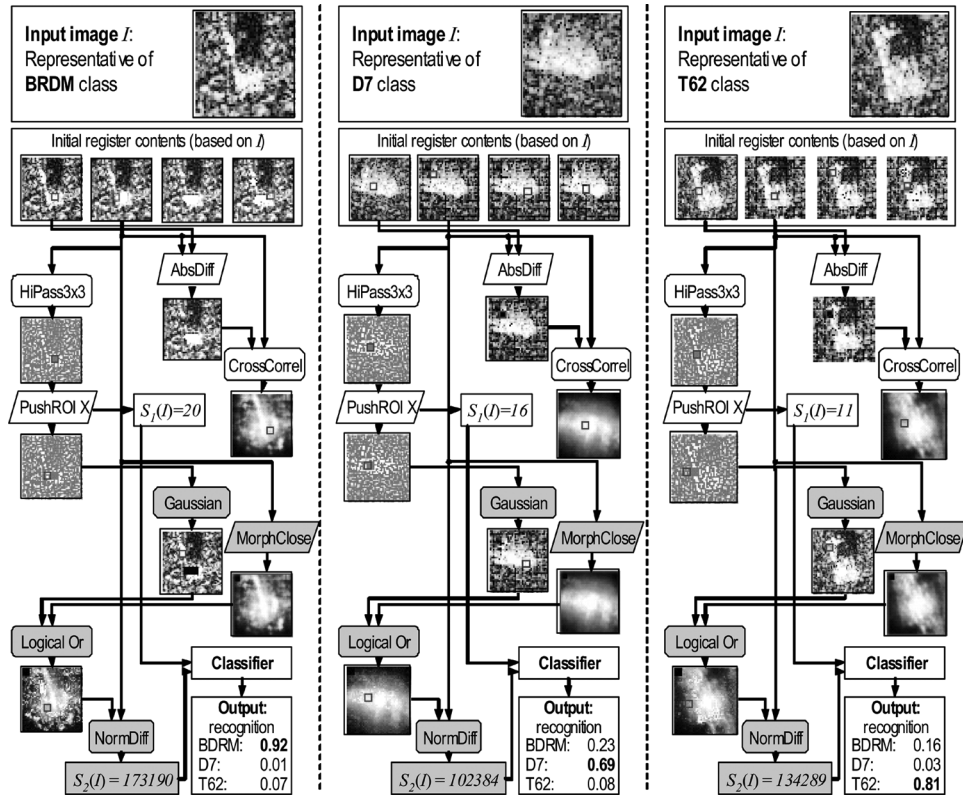 Input image I:
Representative of
BRDM class
Initial register contents (based on I)
AbsDiff
HiPass3x3
CrossCorrel
PushROI X
S1(I)=20
Gaussian
MorphClose
Logical Or
Classifier
Output:
recognition
NormDiff
BDRM: 0.92
D7: 0.01
T62: 0.07
S2(I) = 173190
Input image I:
Representative of
D7 class
Initial register contents (based on I)
AbsDiff
HiPass3x3
CrossCorrel
PushROI X
S1(I)=16
Gaussian
MorphClose
Logical Or
Classifier
Output:
recognition
NormDiff
BDRM: 0.23
D7: 0.69
T62: 0.08
S2(I) = 102384
Input image I:
Representative of
T62 class
Initial register contents (based on I)
AbsDiff
HiPass3x3
CrossCorrel
PushROI X
S1(I)=11
Gaussian
MorphClose
Logical Or
Classifier
Output:
recognition
NormDiff
BDRM: 0.16
D7: 0.03
T62: 0.81
S2(I) = 134289